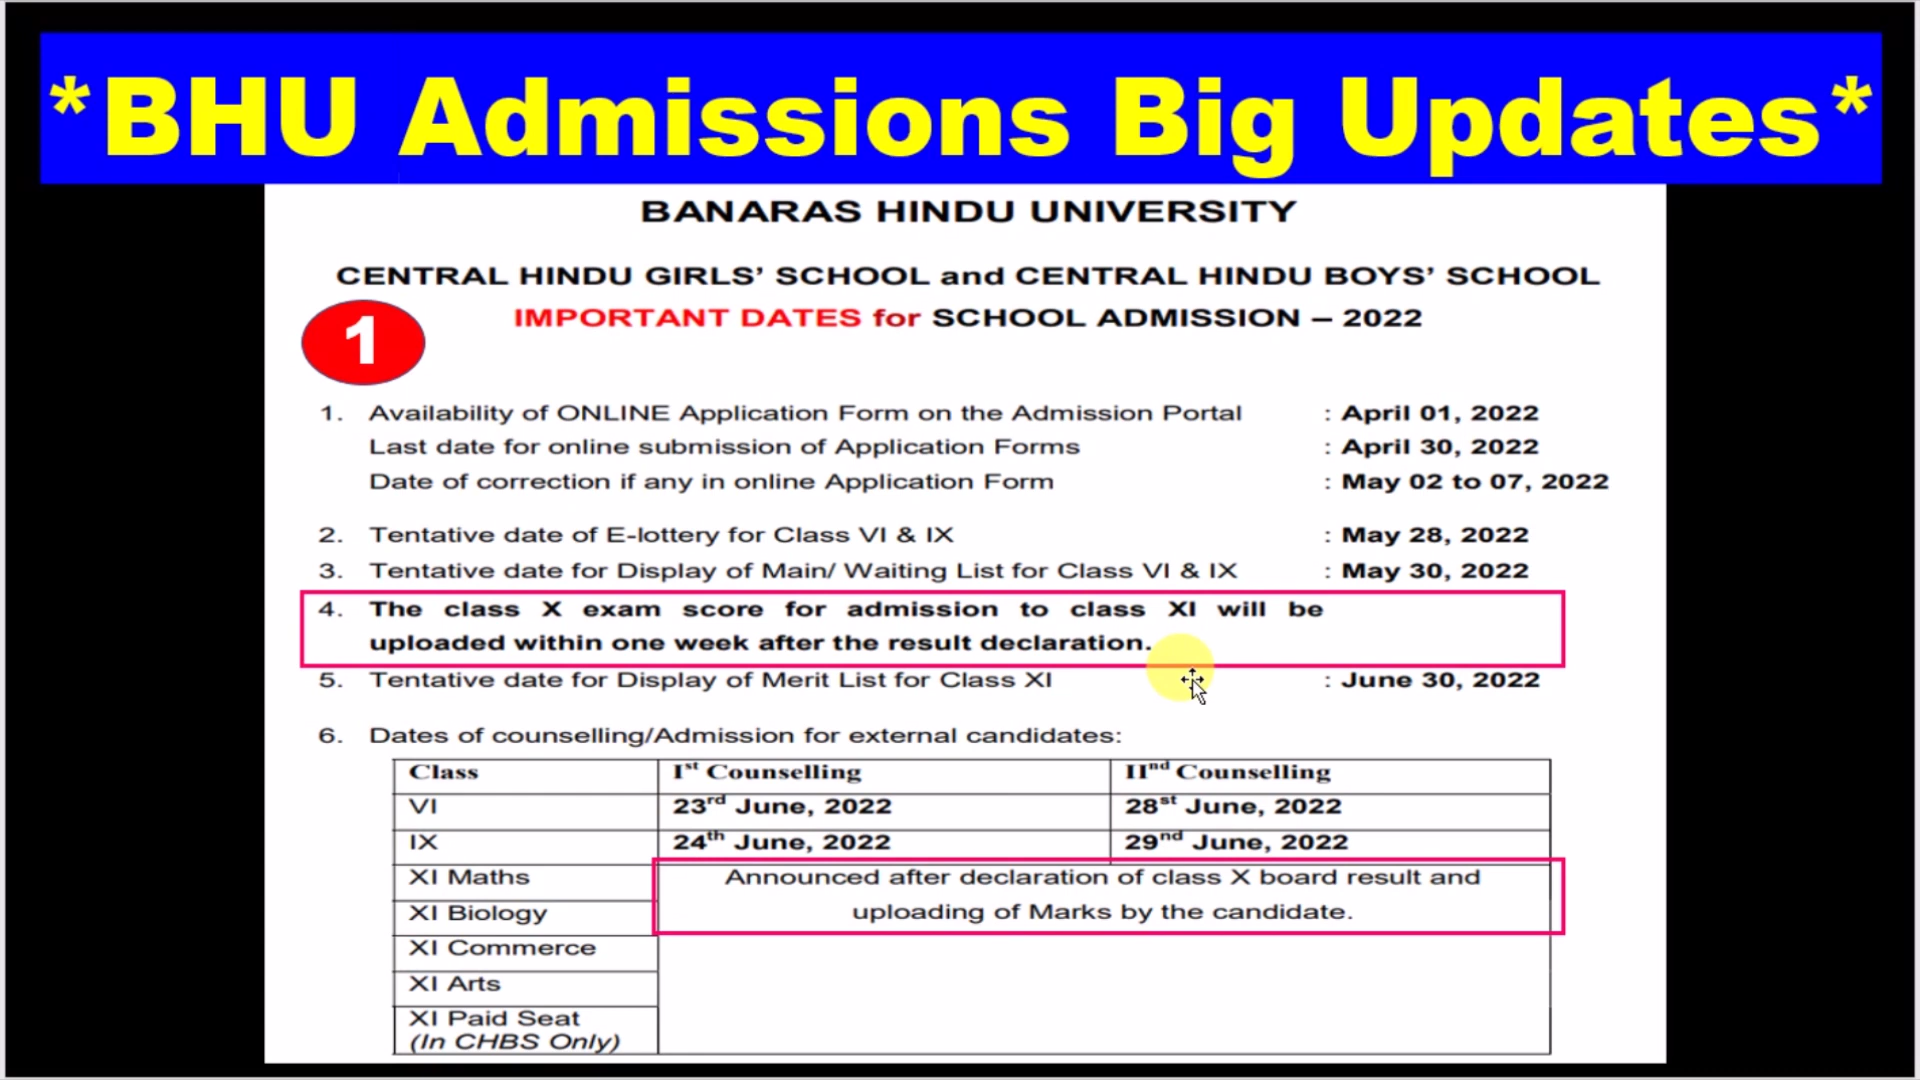 *BHU Admissions Big Updates*
BANARAS HINDU UNIVERSITY
CENTRAL HINDU GIRLS' SCHOOL and CENTRAL HINDU BOYS' SCHOOL
1
IMPORTANT DATES for SCHOOL ADMISSION – 2022
1. Availability of ONLINE Application Form on the Admission Portal : April 01, 2022
Last date for online submission of Application Forms : April 30, 2022
Date of correction if any in online Application Form : May 02 to 07, 2022
2. Tentative date of E-lottery for Class VI & IX : May 28, 2022
3. Tentative date for Display of Main/ Waiting List for Class VI & IX : May 30, 2022
4. The class X exam score for admission to class XI will be
uploaded within one week after the result declaration.
5. Tentative date for Display of Merit List for Class XI : June 30, 2022
6. Dates of counselling/Admission for external candidates:
Class Ist Counselling IInd Counselling
VI 23rd June, 2022 28st June, 2022
IX 24th June, 2022 29nd June, 2022
XI Maths Announced after declaration of class X board result and
XI Biology uploading of Marks by the candidate.
XI Commerce
XI Arts
XI Paid Seat
(In CHBS Only)